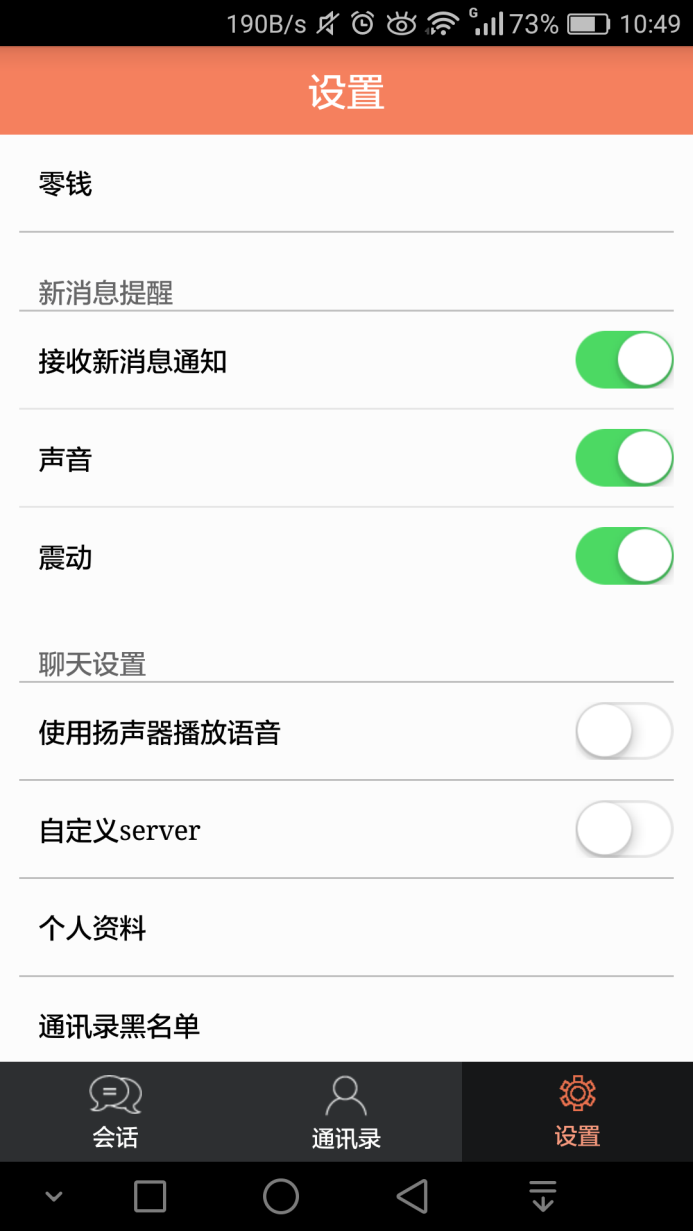 190B/s G 73% 10:49
设置
零钱
新消息提醒
接收新消息通知
声音
震动
聊天设置
使用扬声器播放语音
自定义server
个人资料
通讯录黑名单
会话 通讯录 设置